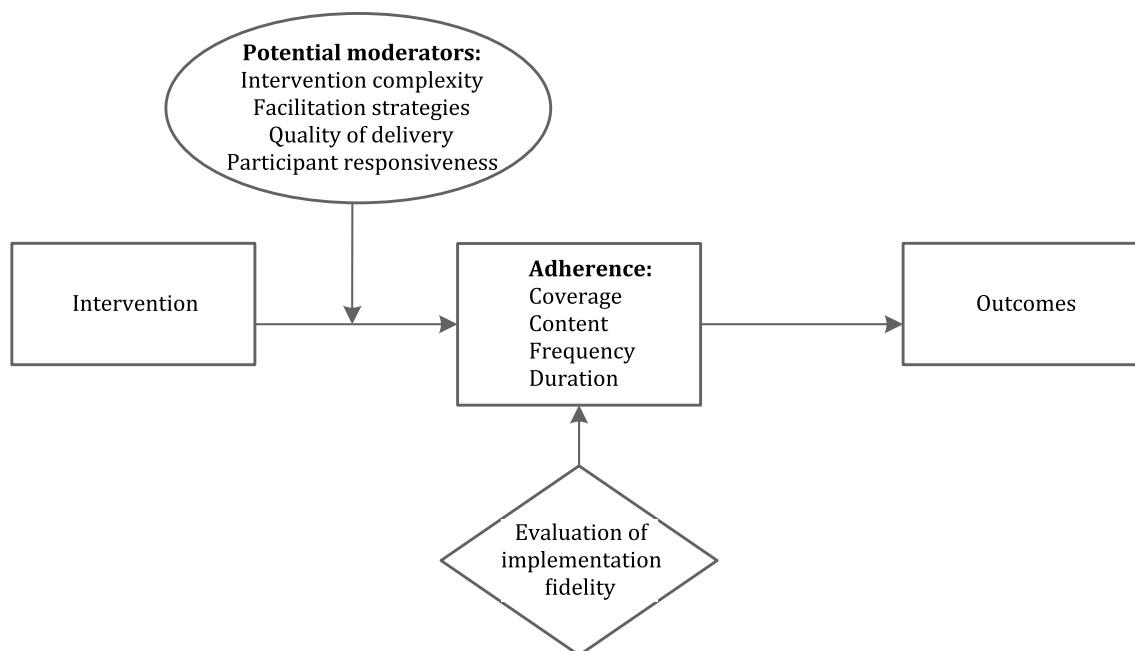 Potential moderators:
Intervention complexity
Facilitation strategies
Quality of delivery
Participant responsiveness
Intervention
Adherence:
Coverage
Content
Frequency
Duration
Outcomes
Evaluation of
implementation
fidelity